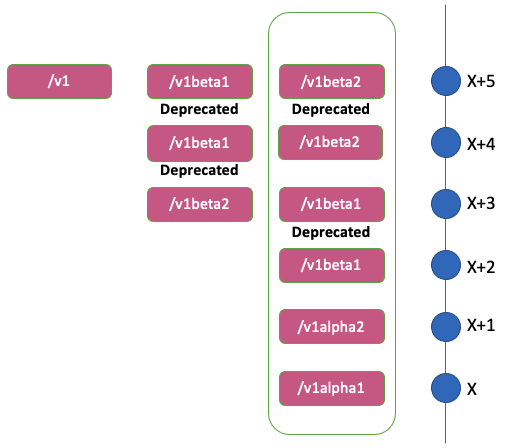 /v1 /v1beta1 /v1beta2 X+5
Deprecated Deprecated
/v1beta1 /v1beta2 X+4
Deprecated
/v1beta2 /v1beta1 X+3
Deprecated
/v1beta1 X+2
/v1alpha2 X+1
/v1alpha1 X